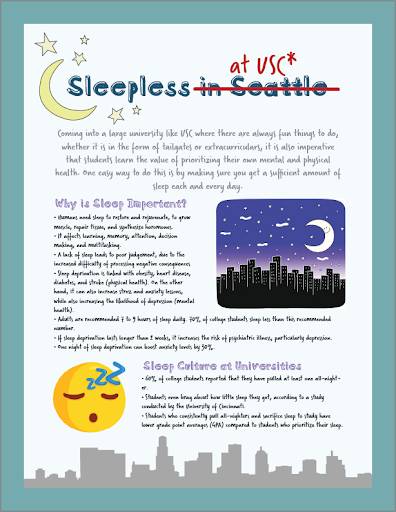 at USC*
Sleepless in Seattle
Coming into a large university like USC where there are always fun things to do,
whether it is in the form of tailgates or extracurriculars, it is also imperative
that students learn the value of prioritizing their own mental and physical
health. One easy way to do this is by making sure you get a sufficient amount of
sleep each and every day.
Why is Sleep Important?
• Humans need sleep to restore and rejuvenate, to grow
muscle, repair tissues, and synthesize hormones.
• It affects learning, memory, attention, decision
making, and multitasking.
• A lack of sleep leads to poor judgement, due to the
increased difficulty of processing negative consequences.
• Sleep deprivation is linked with obesity, heart disease,
diabetes, and stroke (physical health). On the other
hand, it can also increase stress and anxiety lessons,
while also increasing the likelihood of depression (mental
health).
• Adults are recommended 7 to 9 hours of sleep daily. 70% of college students sleep less than this recommended
number.
• If sleep deprivation lasts longer than 2 weeks, it increases the risk of psychiatric illness, particularly depression.
• One night of sleep deprivation can boost anxiety levels by 30%.
Sleep Culture at Universities
• 60% of college students reported that they have pulled at least one all-night-
er.
• Students even brag about how little sleep they get, according to a study
conducted by the University of Cincinnati.
• Students who consistently pull all-nighters and sacrifice sleep to study have
lower grade point averages (GPA) compared to students who prioritize their sleep.
zzz